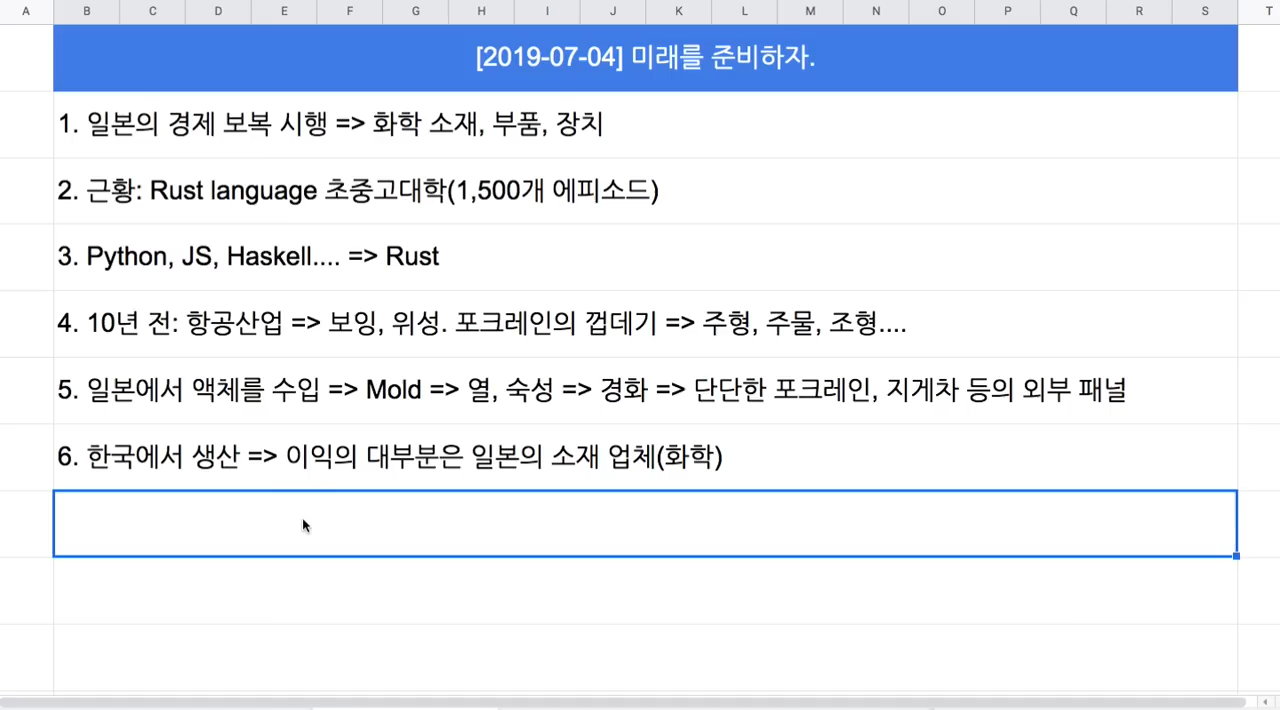 A B C D E F G H I J K L M N O P Q R S T
[2019-07-04] 미래를 준비하자.
1. 일본의 경제 보복 시행 => 화학 소재, 부품, 장치
2. 근황: Rust language 초중고대학(1,500개 에피소드)
3. Python, JS, Haskell.... => Rust
4. 10년 전: 항공산업 => 보잉, 위성. 포크레인의 껍데기 => 주형, 주물, 조형....
5. 일본에서 액체를 수입 => Mold => 열, 숙성 => 경화 => 단단한 포크레인, 지게차 등의 외부 패널
6. 한국에서 생산 => 이익의 대부분은 일본의 소재 업체(화학)